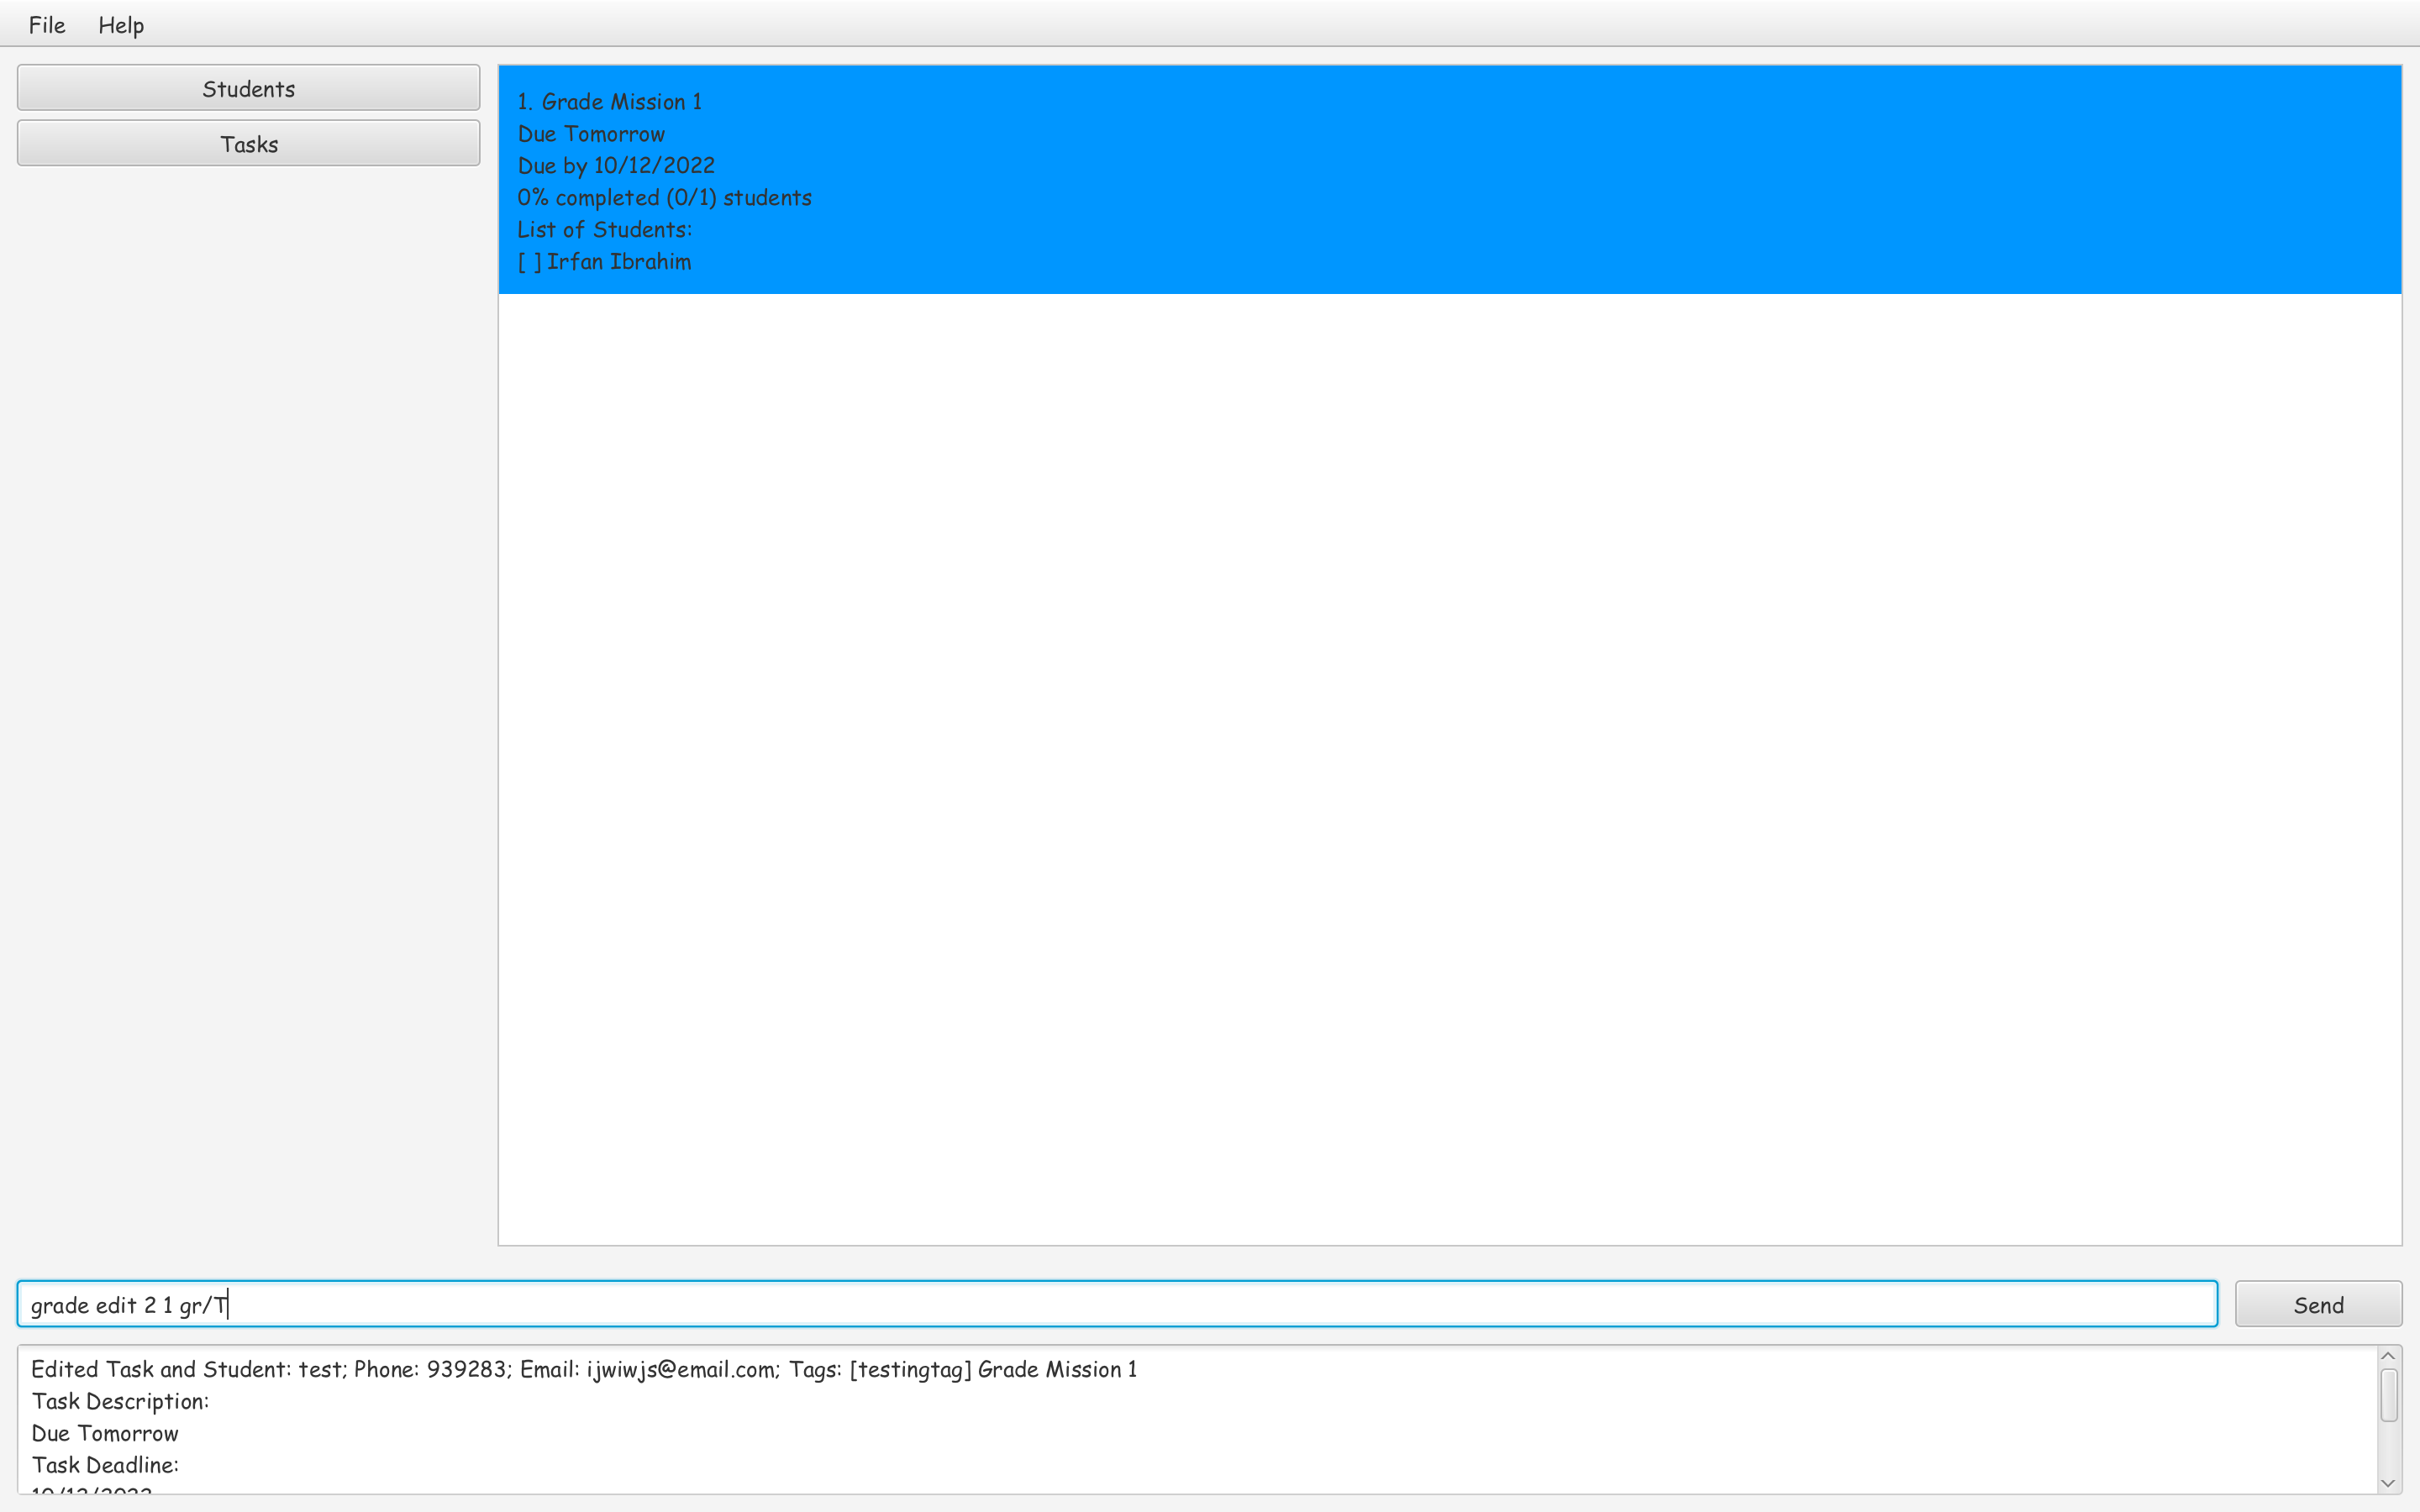 File Help
Students
Tasks
1. Grade Mission 1
Due Tomorrow
Due by 10/12/2022
0% completed (0/1) students
List of Students:
[ ] Irfan Ibrahim
grade edit 2 1 gr/T
Send
Edited Task and Student: test; Phone: 939283; Email: ijwiwjs@email.com; Tags: [testingtag] Grade Mission 1
Task Description:
Due Tomorrow
Task Deadline: